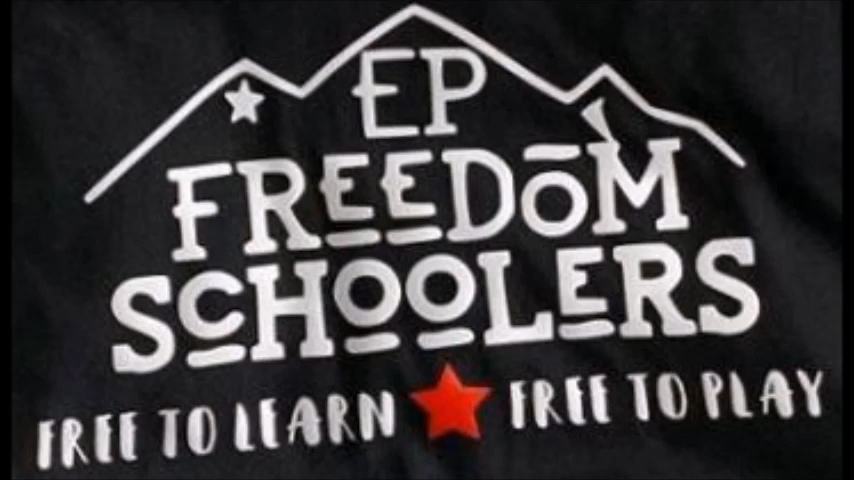 EP
FREEDOM
SCHOOLERS
FREE TO LEARN ★ FREE TO PLAY